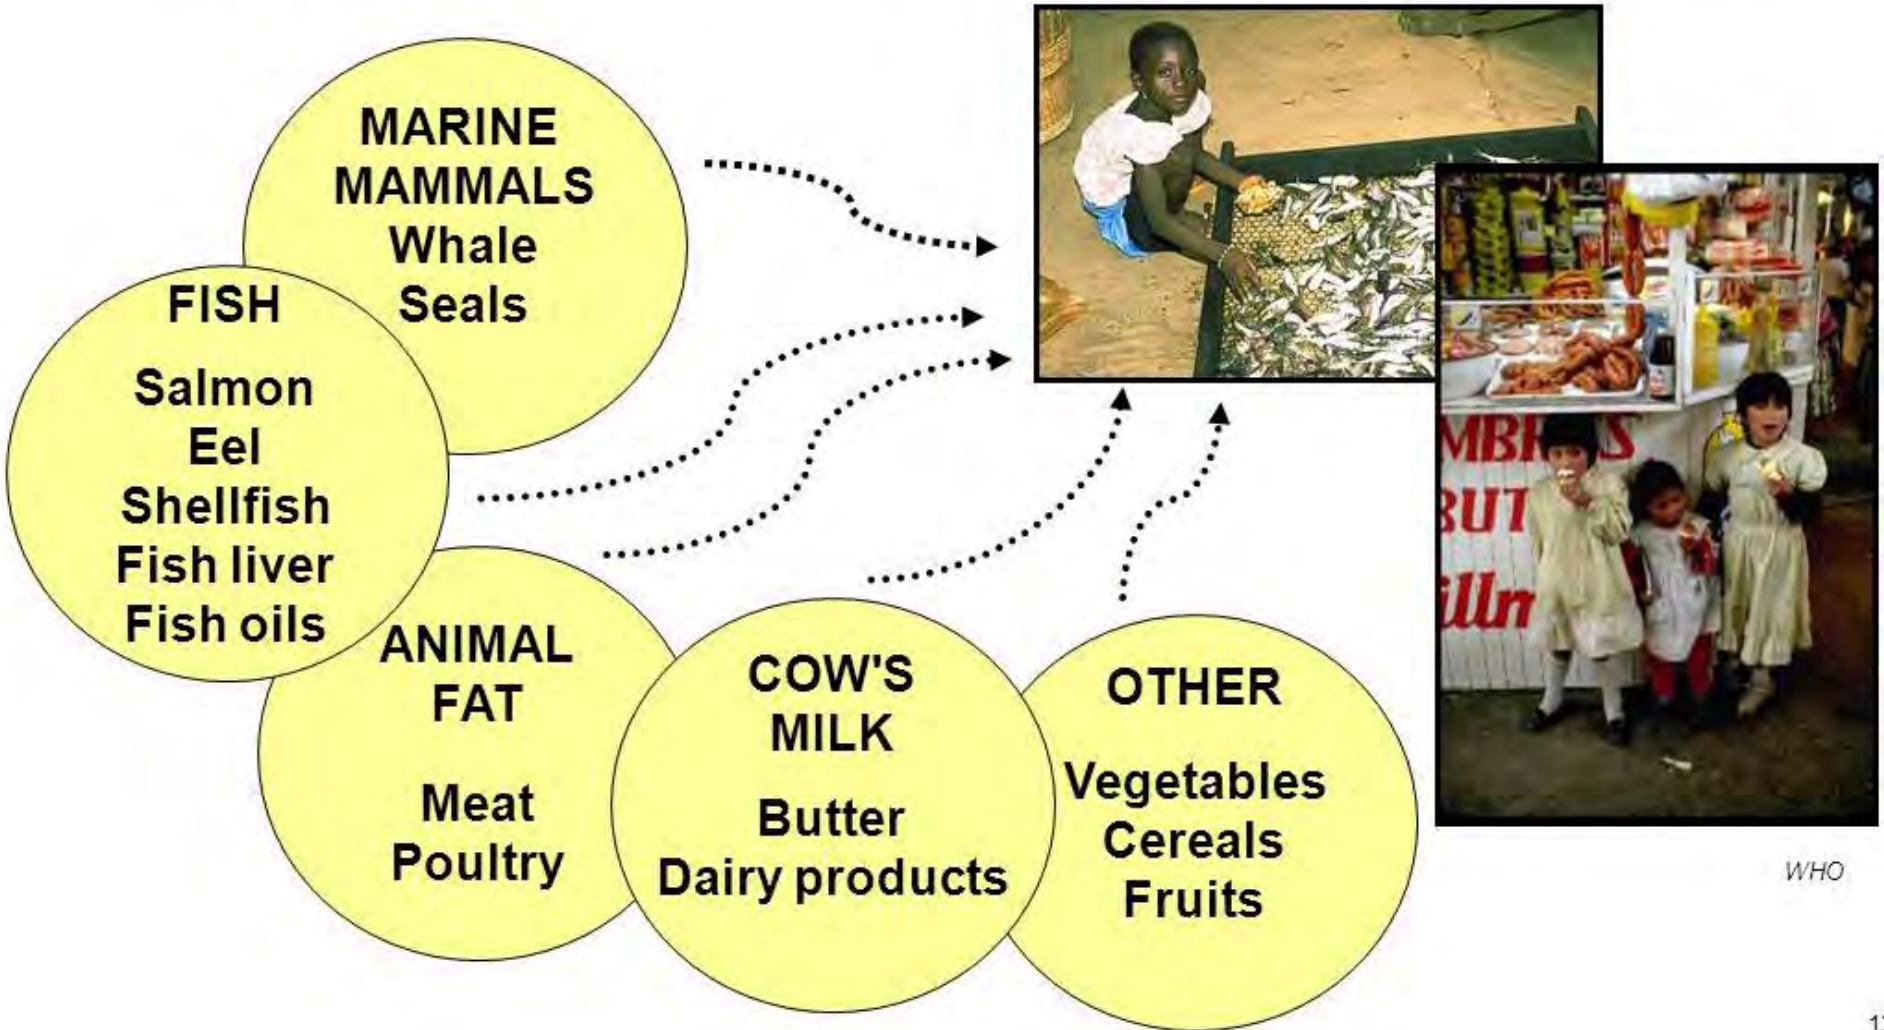 MARINE
MAMMALS
Whale
Seals
FISH
Salmon
Eel
Shellfish
Fish liver
Fish oils
ANIMAL
FAT
Meat
Poultry
COW'S
MILK
Butter
Dairy products
OTHER
Vegetables
Cereals
Fruits
WHO